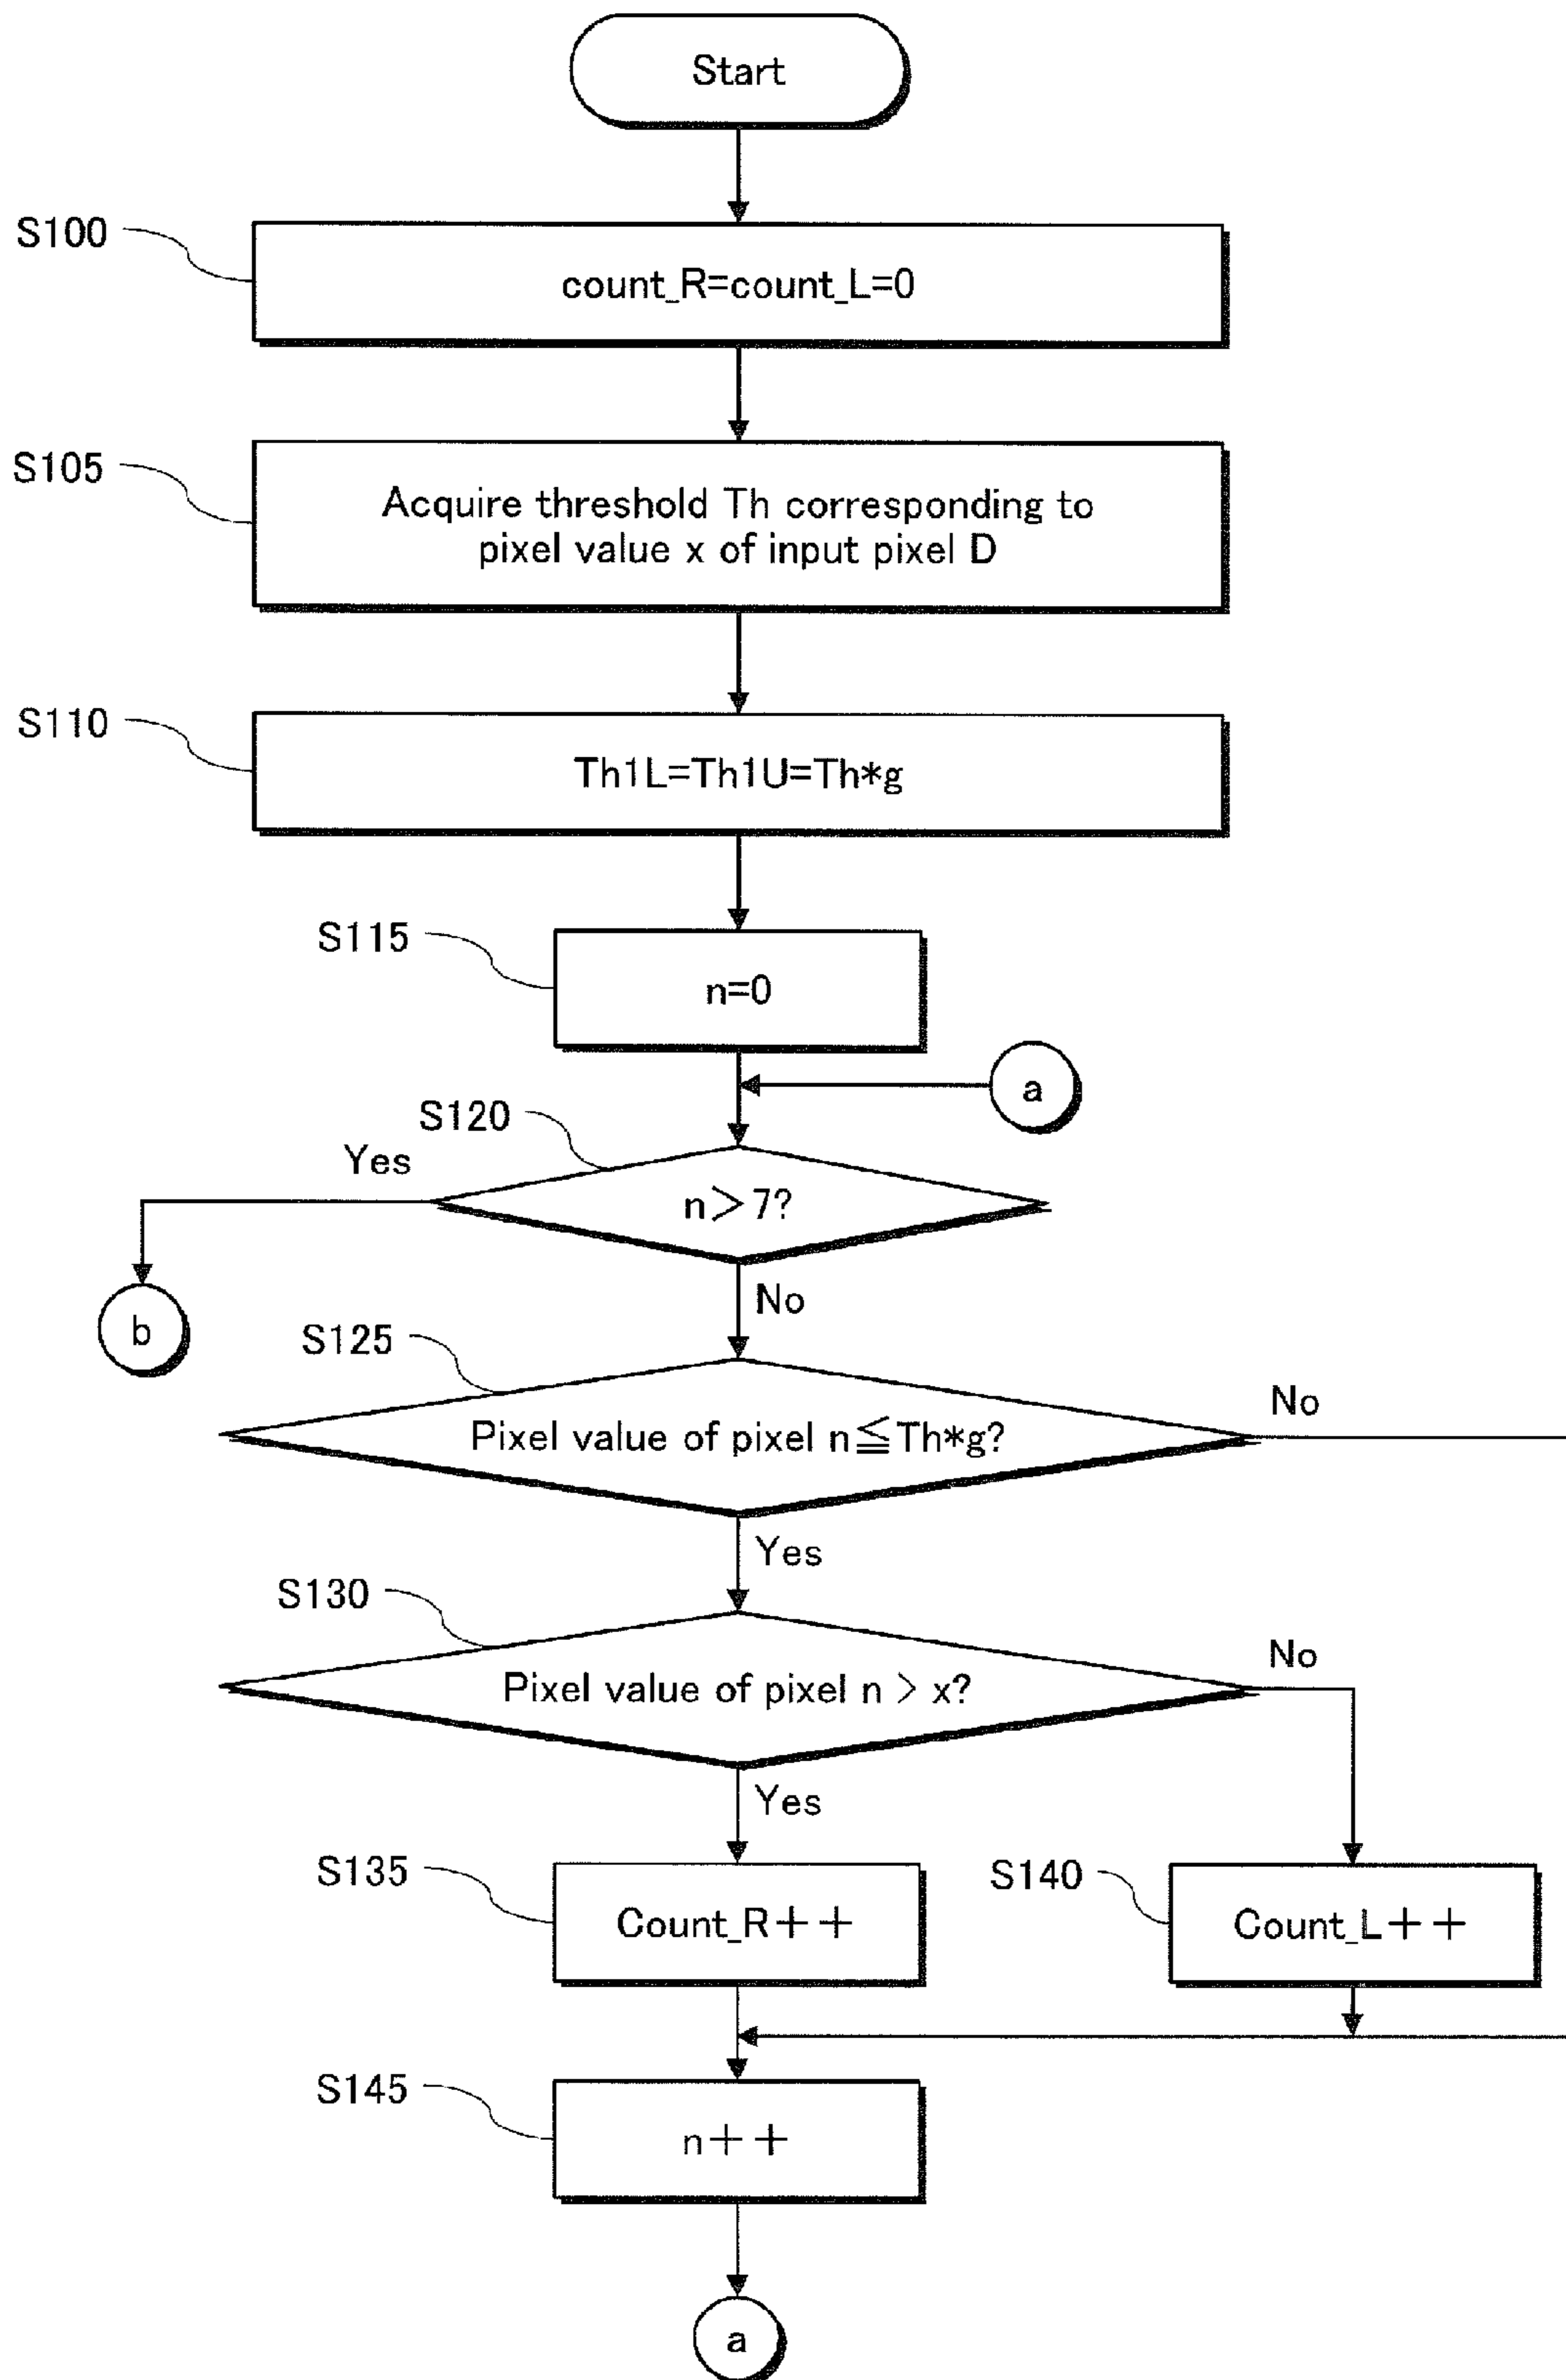 Start
S100
count_R=count_L=0
S105
Acquire threshold Th corresponding to
pixel value x of input pixel D
S110
Th1L=Th1U=Th*g
S115
n=0
a
S120
Yes
n>7?
b
No
S125
No
Pixel value of pixel n≦Th*g?
Yes
S130
No
Pixel value of pixel n > x?
Yes
S135
Count_R++
S140
Count_L++
S145
n++
a